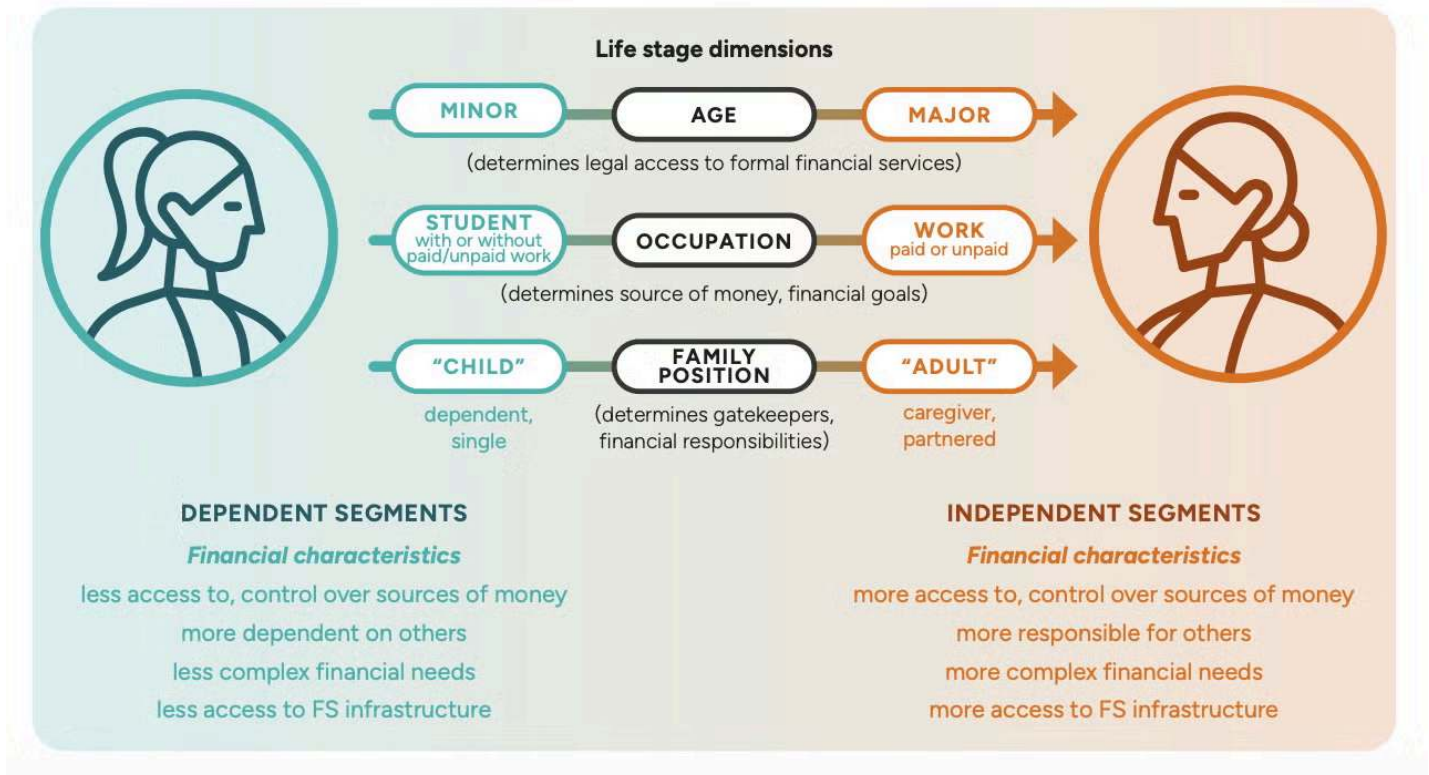 Life stage dimensions
MINOR
AGE
MAJOR
(determines legal access to formal financial services)
STUDENT
with or without
paid/unpaid work
OCCUPATION
WORK
paid or unpaid
(determines source of money, financial goals)
“CHILD”
FAMILY
POSITION
“ADULT”
dependent,
single
(determines gatekeepers,
financial responsibilities)
caregiver,
partnered
DEPENDENT SEGMENTS
Financial characteristics
less access to, control over sources of money
more dependent on others
less complex financial needs
less access to FS infrastructure
INDEPENDENT SEGMENTS
Financial characteristics
more access to, control over sources of money
more responsible for others
more complex financial needs
more access to FS infrastructure